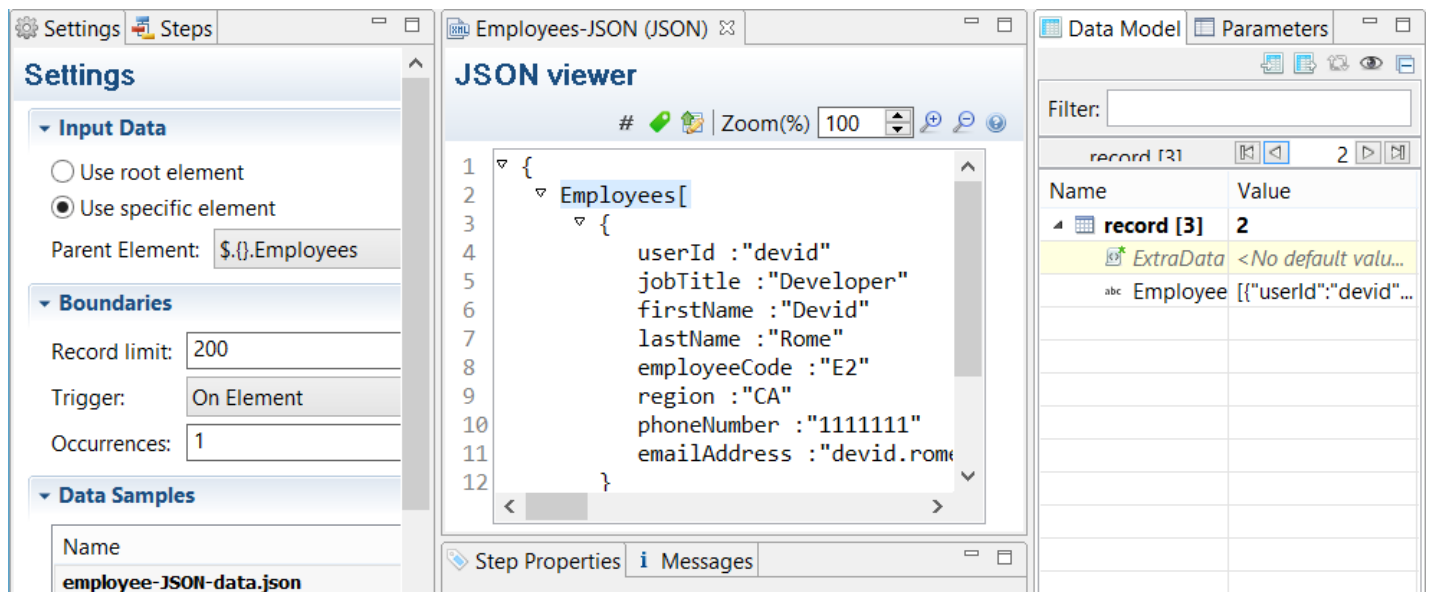 Settings
Steps
Settings
Input Data
Use root element
Use specific element
Parent Element: $.{}.Employees
Boundaries
Record limit: 200
Trigger: On Element
Occurrences: 1
Data Samples
Name
employee-JSON-data.json
Employees-JSON (JSON)
JSON viewer
# Zoom(%) 100
1 {
2 Employees[
3 {
4 userId :"devid"
5 jobTitle :"Developer"
6 firstName :"Devid"
7 lastName :"Rome"
8 employeeCode :"E2"
9 region :"CA"
10 phoneNumber :"1111111"
11 emailAddress :"devid.rome
12 }
Step Properties
i Messages
Data Model
Parameters
Filter:
record [3] 2
Name Value
record [3] 2
ExtraData <No default valu...
abc Employee [{"userId":"devid"...